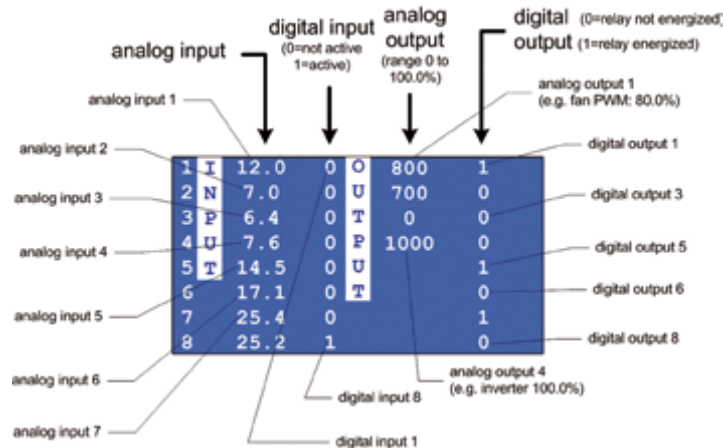 analog input
digital input
(0=not active
1=active)
analog
output
(range 0 to
100.0%)
digital (0=relay not energized)
output (1=relay energized)
analog input 1
analog output 1
(e.g. fan PWM: 80.0%)
analog input 2
digital output 1
1 I 12.0 0 O 800 1
2 N 7.0 0 U 700 0
analog input 3
digital output 3
3 P 6.4 0 T 0 0
4 U 7.6 0 P 1000 0
analog input 4
digital output 5
5 T 14.5 0 U 1
6 17.1 0 T 0
digital output 6
analog input 5
7 25.4 0 1
8 25.2 1 0
digital output 8
analog input 6
analog output 4
(e.g. inverter 100.0%)
digital input 8
analog input 7
digital input 1